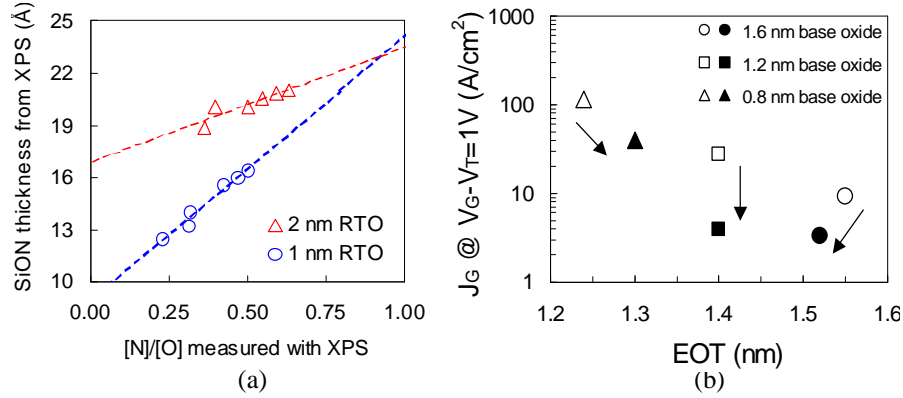 SiON thickness from XPS (Å)
25
22
19
16
13
10
2 nm RTO
1 nm RTO
0.00 0.25 0.50 0.75 1.00
[N]/[O] measured with XPS
(a)
JG @ VG-VT=1V (A/cm²)
1000
100
10
1
1.6 nm base oxide
1.2 nm base oxide
0.8 nm base oxide
1.2 1.3 1.4 1.5 1.6
EOT (nm)
(b)